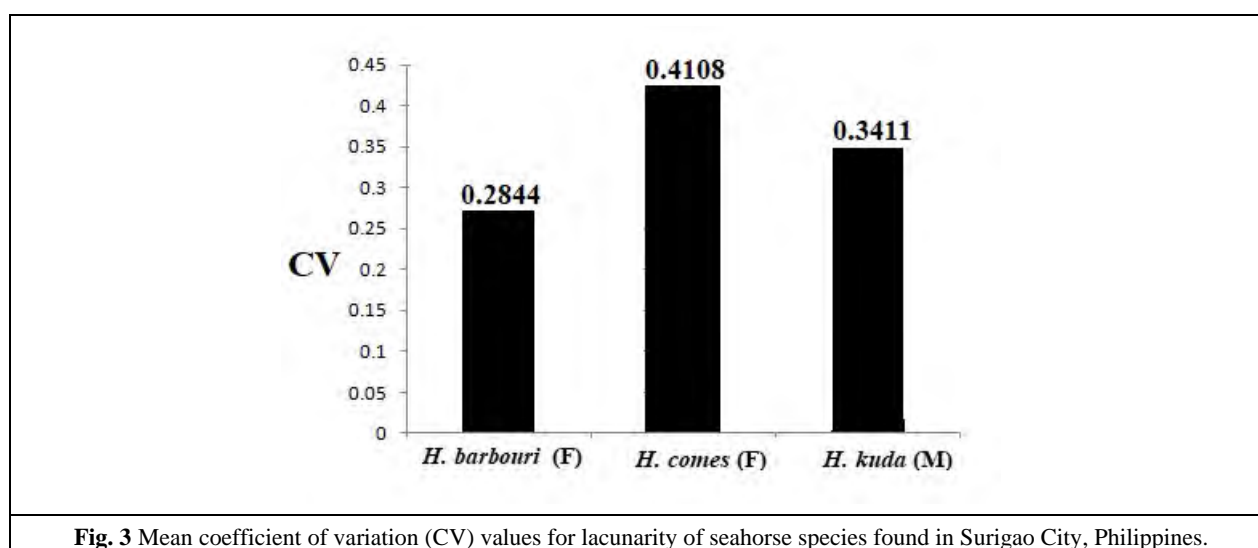 0.45
0.4
0.35
0.3
0.25
0.2
0.15
0.1
0.05
0
CV
0.2844
0.4108
0.3411
H. barbouri (F)
H. comes (F)
H. kuda (M)
Fig. 3 Mean coefficient of variation (CV) values for lacunarity of seahorse species found in Surigao City, Philippines.